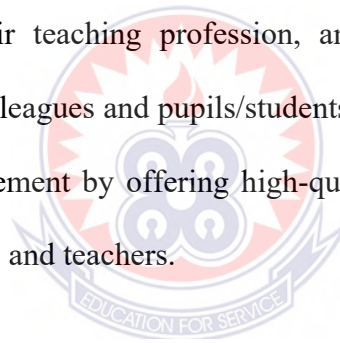 ir teaching profession, an
leagues and pupils/students
ement by offering high-qu
and teachers.
EDUCATION FOR SERVICE